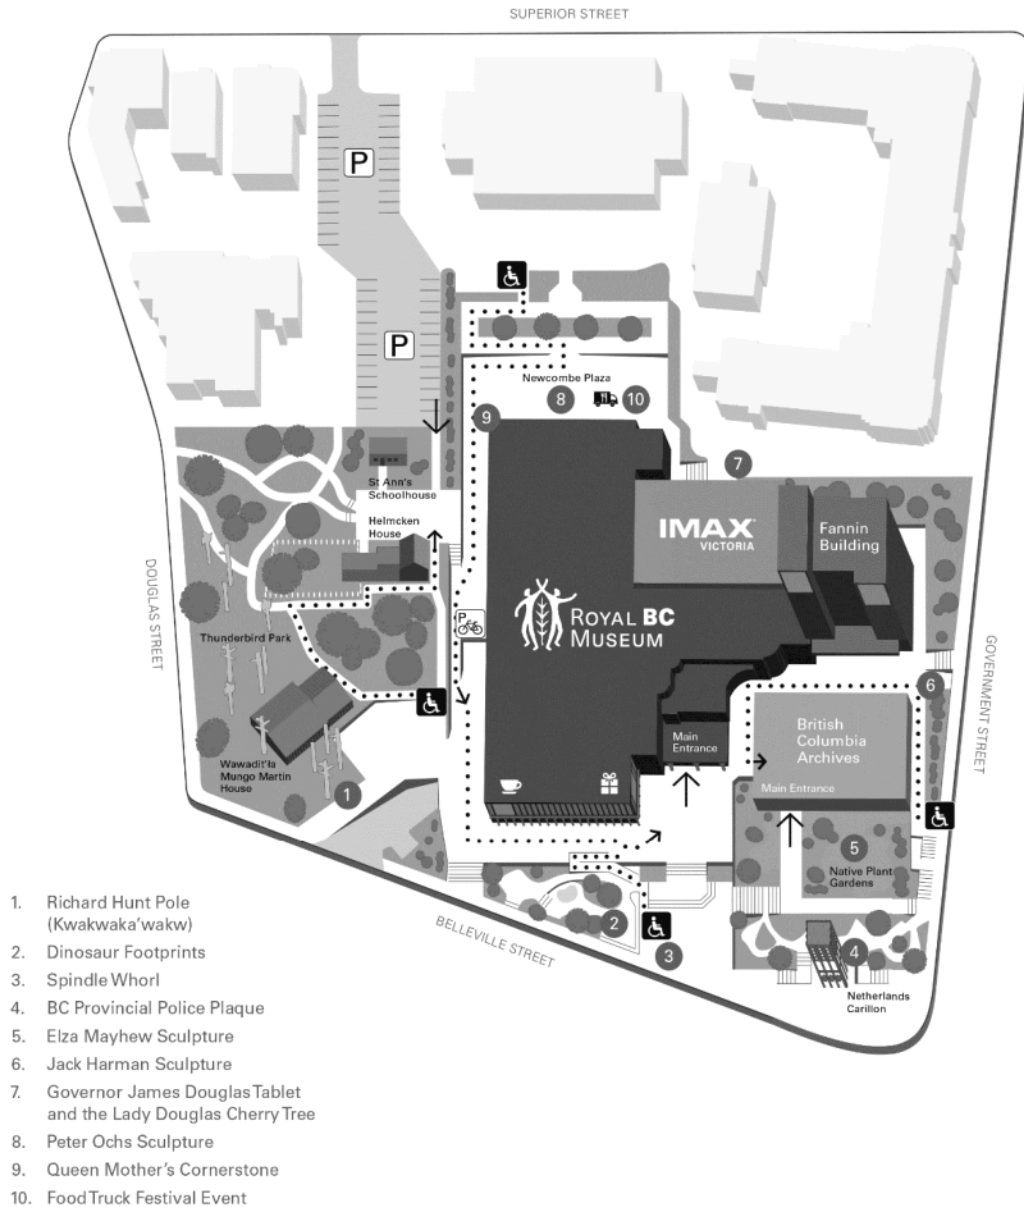 SUPERIOR STREET
P
P
Newcombe Plaza
8
10
9
7
St Ann's
Schoolhouse
Helmcken
House
IMAX
VICTORIA
Fannin
Building
DOUGLAS STREET
P
ROYAL BC
MUSEUM
Thunderbird Park
GOVERNMENT STREET
6
Main
Entrance
British
Columbia
Archives
Main Entrance
Wawadit'ła
Mungo Martin
House
1
5
Native Plant
Gardens
BELLEVILLE STREET
2
3
4
Netherlands
Carillon
1. Richard Hunt Pole
(Kwakwaka'wakw)
2. Dinosaur Footprints
3. Spindle Whorl
4. BC Provincial Police Plaque
5. Elza Mayhew Sculpture
6. Jack Harman Sculpture
7. Governor James Douglas Tablet
and the Lady Douglas Cherry Tree
8. Peter Ochs Sculpture
9. Queen Mother's Cornerstone
10. Food Truck Festival Event